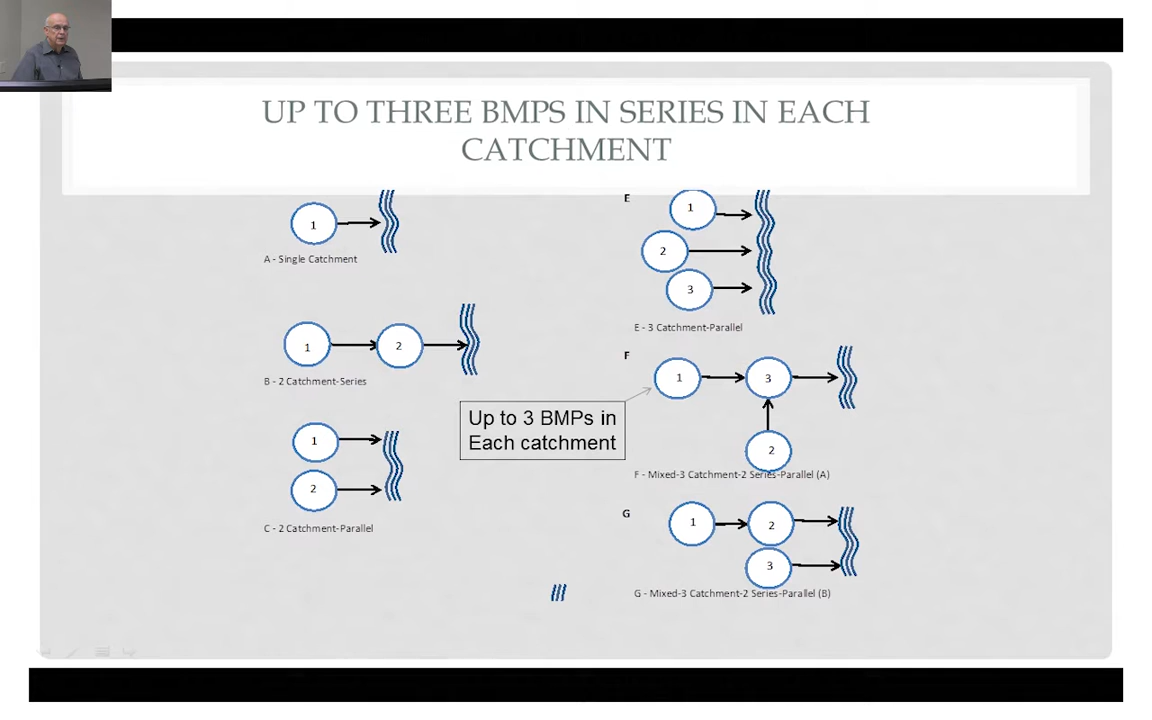 UP TO THREE BMPS IN SERIES IN EACH
CATCHMENT
1
A - Single Catchment
1
2
B - 2 Catchment-Series
1
2
C - 2 Catchment-Parallel
Up to 3 BMPs in
Each catchment
E
1
2
3
E - 3 Catchment-Parallel
F
1
3
2
F - Mixed-3 Catchment-2 Series-Parallel (A)
G
1
2
3
G - Mixed-3 Catchment-2 Series-Parallel (B)